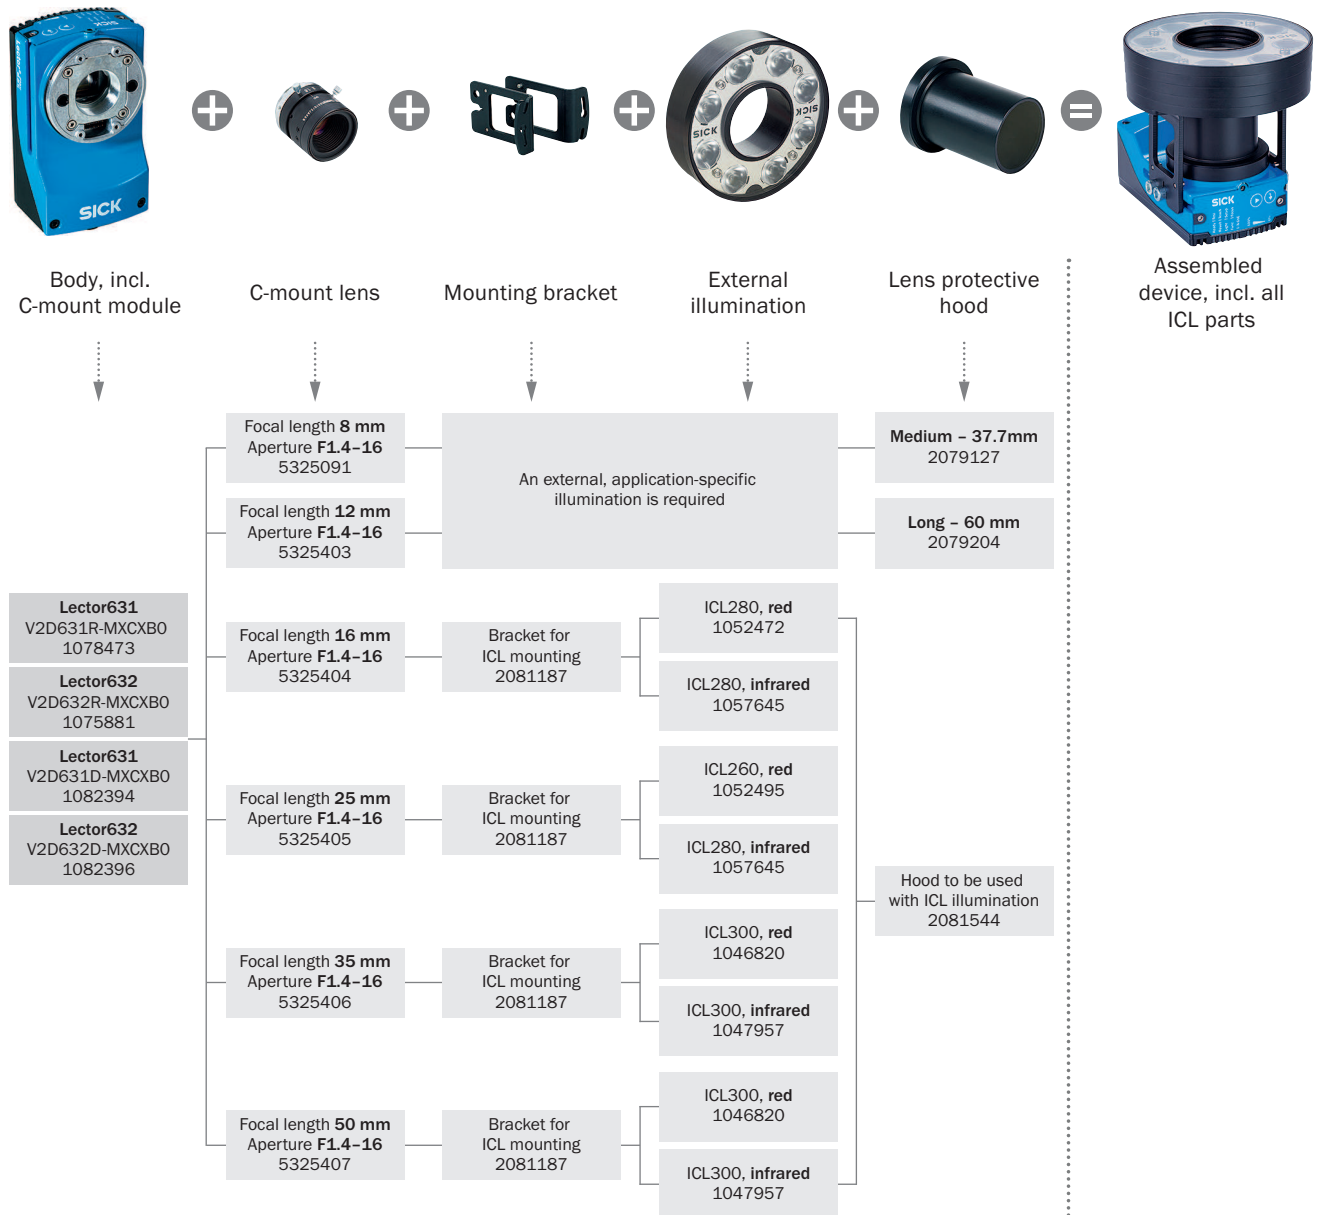 SICK
SICK
SICK
SICK
Body, incl.
C-mount module
C-mount lens
Mounting bracket
External
illumination
Lens protective
hood
Assembled
device, incl. all
ICL parts
Focal length 8 mm
Aperture F1.4–16
5325091
Focal length 12 mm
Aperture F1.4–16
5325403
An external, application-specific
illumination is required
Medium – 37.7mm
2079127
Long – 60 mm
2079204
Lector631
V2D631R-MXCXB0
1078473
Lector632
V2D632R-MXCXB0
1075881
Lector631
V2D631D-MXCXB0
1082394
Lector632
V2D632D-MXCXB0
1082396
Focal length 16 mm
Aperture F1.4–16
5325404
Bracket for
ICL mounting
2081187
ICL280, red
1052472
ICL280, infrared
1057645
Focal length 25 mm
Aperture F1.4–16
5325405
Bracket for
ICL mounting
2081187
ICL260, red
1052495
ICL280, infrared
1057645
Hood to be used
with ICL illumination
2081544
Focal length 35 mm
Aperture F1.4–16
5325406
Bracket for
ICL mounting
2081187
ICL300, red
1046820
ICL300, infrared
1047957
Focal length 50 mm
Aperture F1.4–16
5325407
Bracket for
ICL mounting
2081187
ICL300, red
1046820
ICL300, infrared
1047957